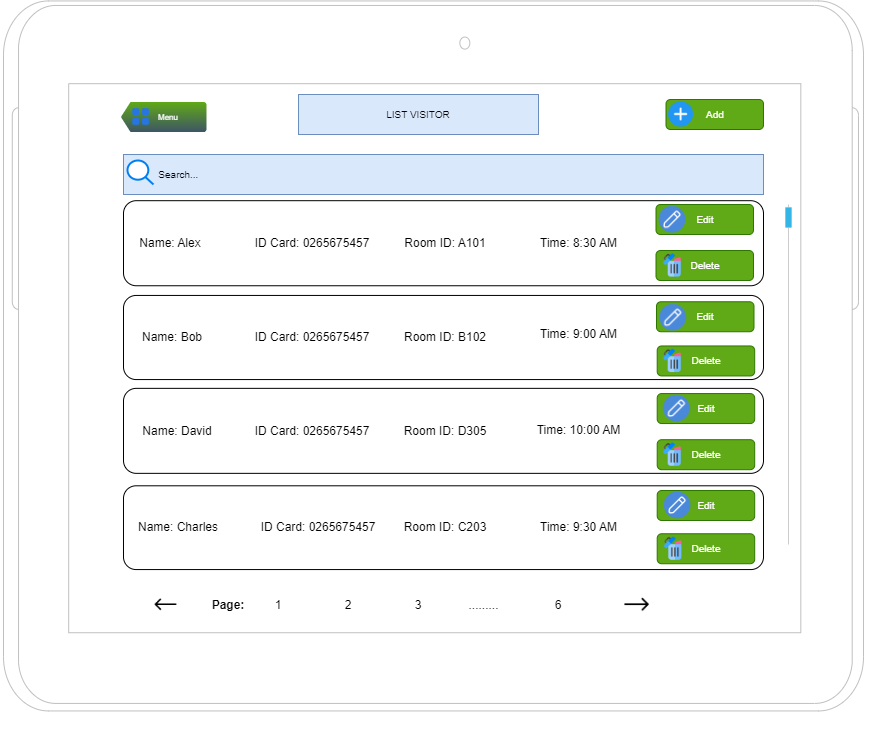 Menu
LIST VISITOR
Add
Search...
Name: Alex
ID Card: 0265675457
Room ID: A101
Time: 8:30 AM
Edit
Delete
Name: Bob
ID Card: 0265675457
Room ID: B102
Time: 9:00 AM
Edit
Delete
Name: David
ID Card: 0265675457
Room ID: D305
Time: 10:00 AM
Edit
Delete
Name: Charles
ID Card: 0265675457
Room ID: C203
Time: 9:30 AM
Edit
Delete
Page: 1 2 3 ......... 6